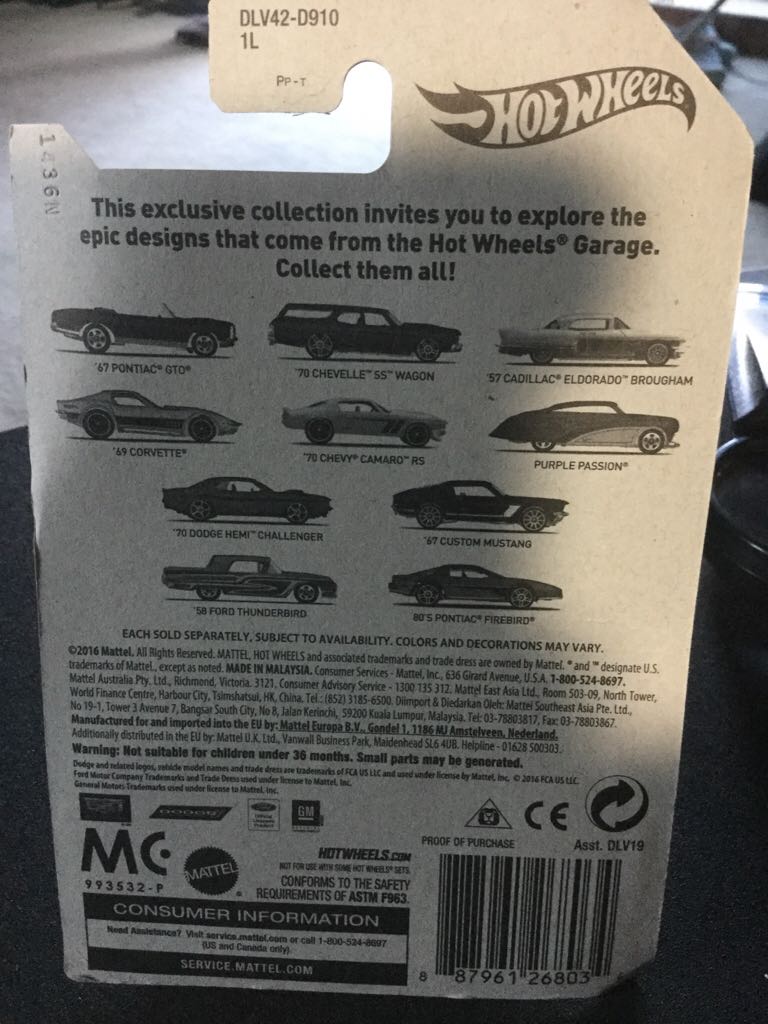 DLV42-D910
1L
PP-T
HOT WHEELS
1436N
This exclusive collection invites you to explore the
epic designs that come from the Hot Wheels® Garage.
Collect them all!
'67 PONTIAC® GTO®
'70 CHEVELLE™ SS™ WAGON
'57 CADILLAC® ELDORADO™ BROUGHAM
'69 CORVETTE®
'70 CHEVY® CAMARO™ RS
PURPLE PASSION®
'70 DODGE HEMI™ CHALLENGER
'67 CUSTOM MUSTANG
'58 FORD THUNDERBIRD
80'S PONTIAC® FIREBIRD®
EACH SOLD SEPARATELY, SUBJECT TO AVAILABILITY. COLORS AND DECORATIONS MAY VARY.
©2016 Mattel. All Rights Reserved. MATTEL, HOT WHEELS and associated trademarks and trade dress are owned by Mattel. ® and ™ designate U.S.
trademarks of Mattel., except as noted. MADE IN MALAYSIA. Consumer Services - Mattel, Inc., 636 Girard Avenue, U.S.A. 1-800-524-8697.
Mattel Australia Pty. Ltd., Richmond, Victoria. 3121. Consumer Advisory Service - 1300 135 312. Mattel East Asia Ltd., Room 503-09, North Tower,
World Finance Centre, Harbour City, Tsimshatsui, HK, China. Tel.: (852) 3185-6500. Diimport & Diedarkan Oleh: Mattel Southeast Asia Pte. Ltd.,
No 19-1, Tower 3 Avenue 7, Bangsar South City, No 8, Jalan Kerinchi, 59200 Kuala Lumpur, Malaysia. Tel: 03-78803817, Fax: 03-78803867.
Manufactured for and imported into the EU by: Mattel Europa B.V., Gondel 1, 1186 MJ Amstelveen, Nederland.
Additionally distributed in the EU by: Mattel U.K. Ltd., Vanwall Business Park, Maidenhead SL6 4UB. Helpline - 01628 500303.
Warning: Not suitable for children under 36 months. Small parts may be generated.
Dodge and related logos, vehicle model names and trade dress are trademarks of FCA US LLC and used under license by Mattel, Inc. © 2016 FCA US LLC.
Ford Motor Company Trademarks and Trade Dress used under license to Mattel, Inc.
General Motors Trademarks used under license to Mattel, Inc.
DODGE
Ford
Official
Licensed
Product
GM
CE
MC
993532-P
MATTEL
HOTWHEELS.COM
NOT FOR USE WITH SOME HOT WHEELS® SETS.
CONFORMS TO THE SAFETY
REQUIREMENTS OF ASTM F963.
PROOF OF PURCHASE
Asst. DLV19
CONSUMER INFORMATION
Need Assistance? Visit service.mattel.com or call 1-800-524-8697
(US and Canada only).
SERVICE.MATTEL.COM
8 87961 26803